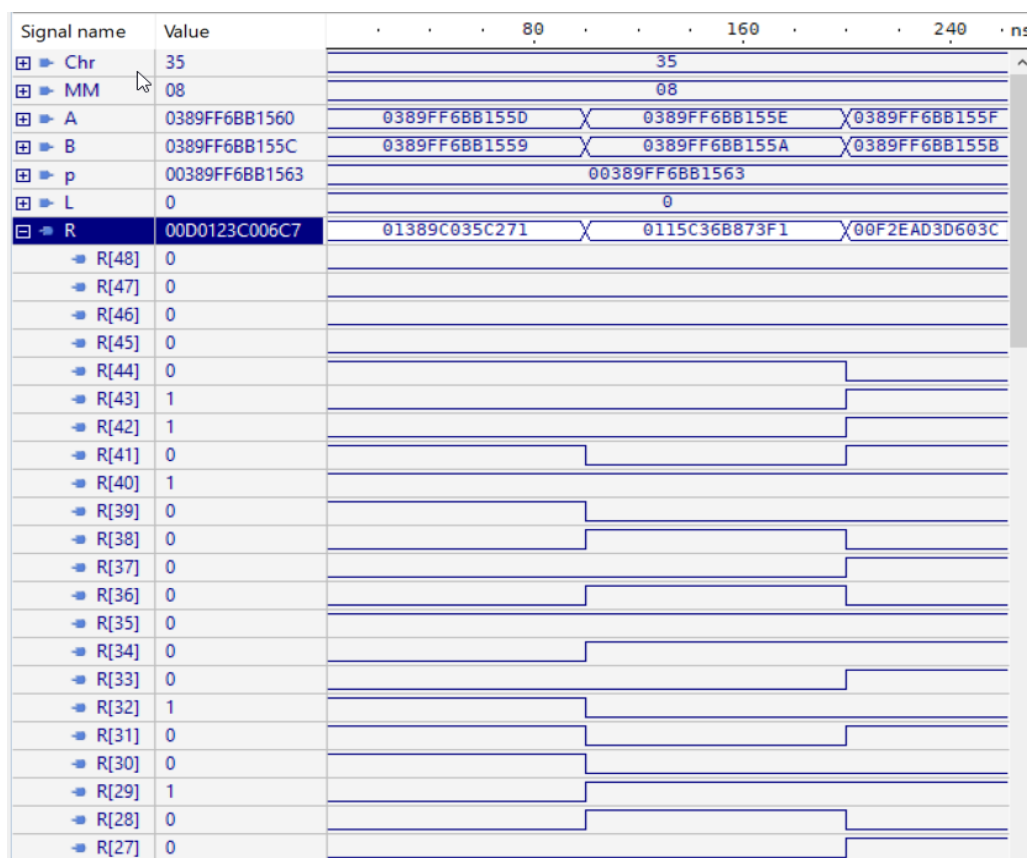 Signal name Value 80 160 240 ns
Chr 35 35
MM 08 08
A 0389FF6BB1560 0389FF6BB155D 0389FF6BB155E 0389FF6BB155F
B 0389FF6BB155C 0389FF6BB1559 0389FF6BB155A 0389FF6BB155B
p 00389FF6BB1563 00389FF6BB1563
L 0 0
R 00D0123C006C7 01389C035C271 0115C36B873F1 00F2EAD3D603C
R[48] 0
R[47] 0
R[46] 0
R[45] 0
R[44] 0
R[43] 1
R[42] 1
R[41] 0
R[40] 1
R[39] 0
R[38] 0
R[37] 0
R[36] 0
R[35] 0
R[34] 0
R[33] 0
R[32] 1
R[31] 0
R[30] 0
R[29] 1
R[28] 0
R[27] 0